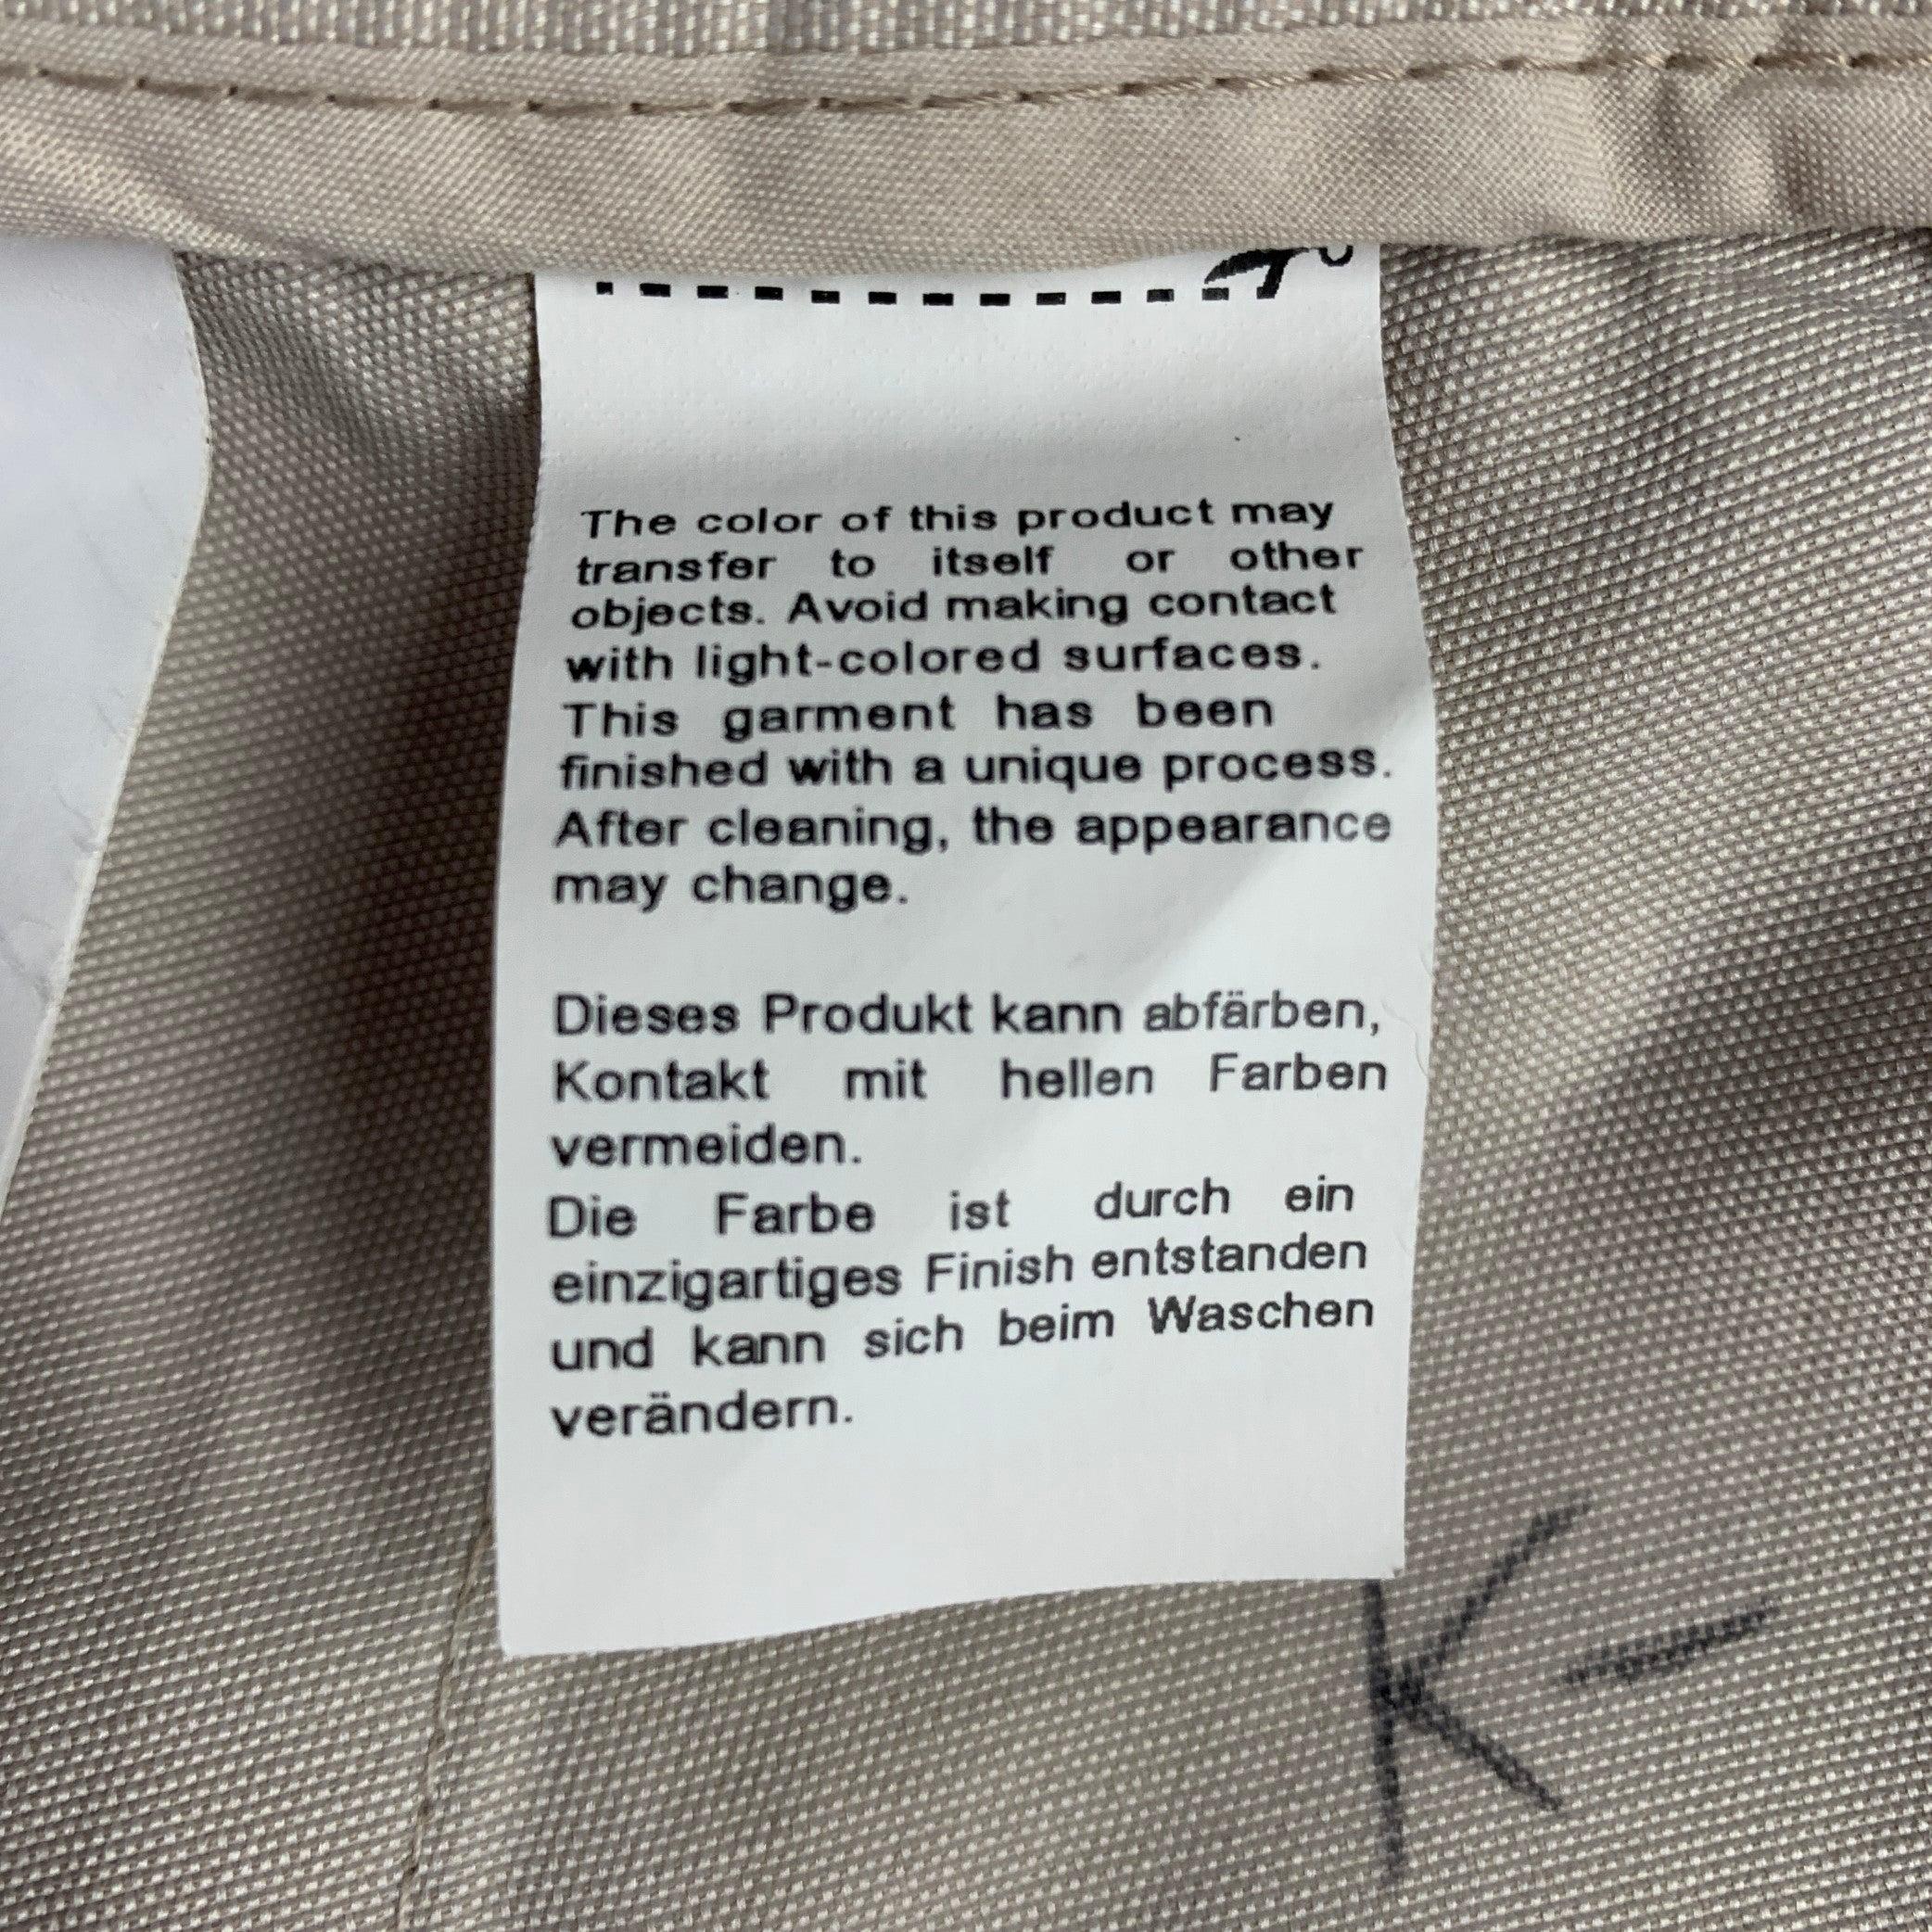 The color of this product may
transfer to itself or other
objects. Avoid making contact
with light-colored surfaces.
This garment has been
finished with a unique process.
After cleaning, the appearance
may change.
Dieses Produkt kann abfärben,
Kontakt mit hellen Farben
vermeiden.
Die Farbe ist durch ein
einzigartiges Finish entstanden
und kann sich beim Waschen
verändern.
K-